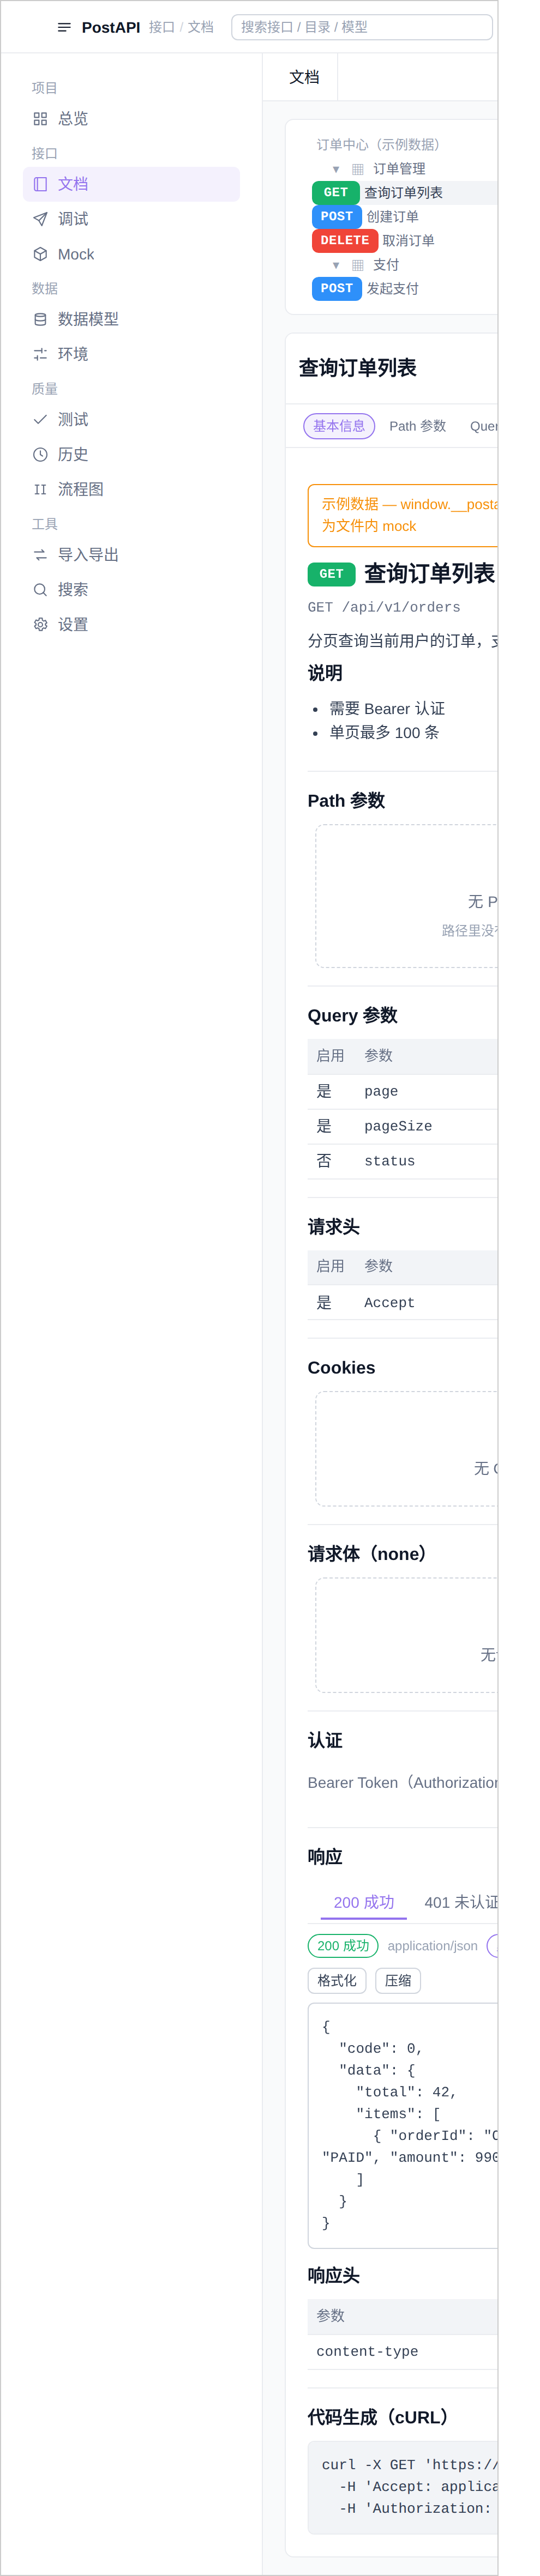 PostAPI 接口 / 文档 搜索接口 / 目录 / 模型
项目
总览
接口
文档
调试
Mock
数据
数据模型
环境
质量
测试
历史
流程图
工具
导入导出
搜索
设置
文档
订单中心（示例数据）
▾ ▦ 订单管理
GET 查询订单列表
POST 创建订单
DELETE 取消订单
▾ ▦ 支付
POST 发起支付
查询订单列表
基本信息 Path 参数
示例数据 — window.__posta
为文件内 mock
GET 查询订单列表
GET /api/v1/orders
分页查询当前用户的订单，
说明
• 需要 Bearer 认证
• 单页最多 100 条
Path 参数
无 P
路径里没
Query 参数
启用 参数
是 page
是 pageSize
否 status
请求头
启用 参数
是 Accept
Cookies
无
请求体（none）
无
认证
Bearer Token（Authorization
响应
200 成功 401 未认证
200 成功 application/json
格式化 压缩
{
"code": 0,
"data": {
"total": 42,
"items": [
{ "orderId": "
"PAID", "amount": 990
]
}
}
响应头
参数
content-type
代码生成（cURL）
curl -X GET 'https://
-H 'Accept: applica
-H 'Authorization: